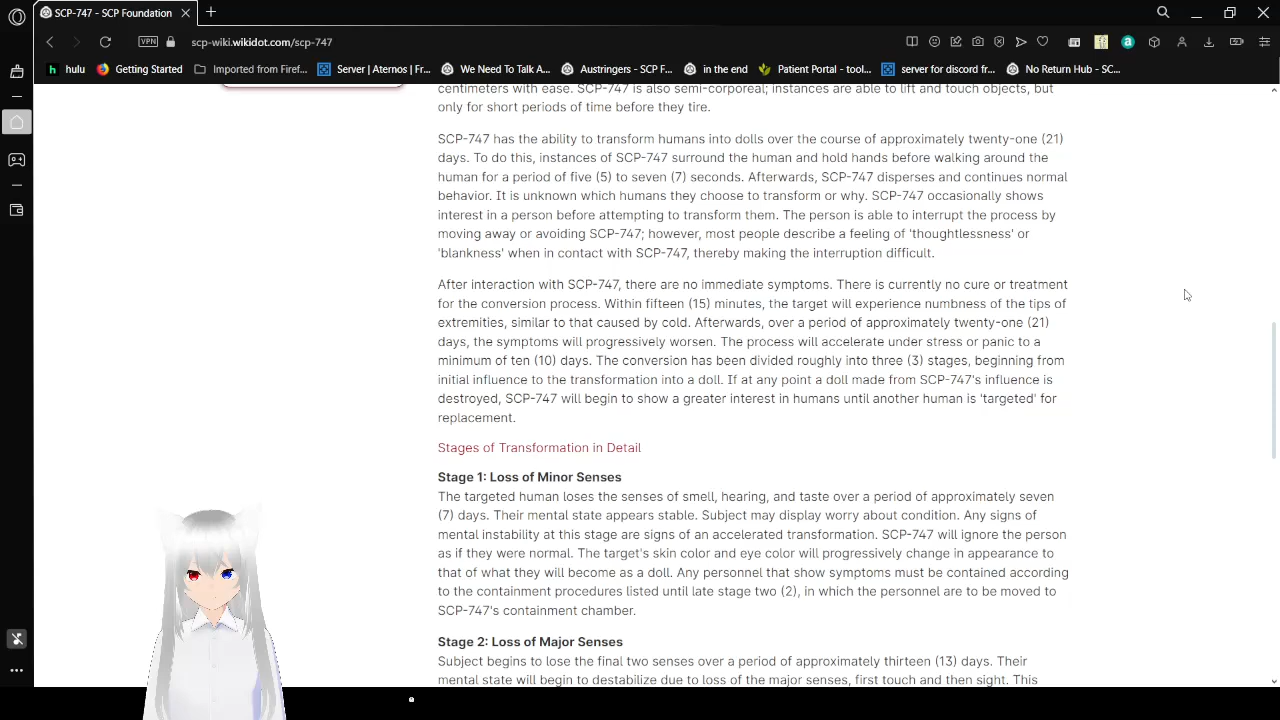 SCP-747 - SCP Foundation
VPN
scp-wiki.wikidot.com/scp-747
hulu
Getting Started
Imported from Firef...
Server | Aternos | Fr...
We Need To Talk A...
Austringers - SCP F...
in the end
Patient Portal - tool...
server for discord fr...
No Return Hub - SC...
centimeters with ease. SCP-747 is also semi-corporeal; instances are able to lift and touch objects, but
only for short periods of time before they tire.
SCP-747 has the ability to transform humans into dolls over the course of approximately twenty-one (21)
days. To do this, instances of SCP-747 surround the human and hold hands before walking around the
human for a period of five (5) to seven (7) seconds. Afterwards, SCP-747 disperses and continues normal
behavior. It is unknown which humans they choose to transform or why. SCP-747 occasionally shows
interest in a person before attempting to transform them. The person is able to interrupt the process by
moving away or avoiding SCP-747; however, most people describe a feeling of 'thoughtlessness' or
'blankness' when in contact with SCP-747, thereby making the interruption difficult.
After interaction with SCP-747, there are no immediate symptoms. There is currently no cure or treatment
for the conversion process. Within fifteen (15) minutes, the target will experience numbness of the tips of
extremities, similar to that caused by cold. Afterwards, over a period of approximately twenty-one (21)
days, the symptoms will progressively worsen. The process will accelerate under stress or panic to a
minimum of ten (10) days. The conversion has been divided roughly into three (3) stages, beginning from
initial influence to the transformation into a doll. If at any point a doll made from SCP-747's influence is
destroyed, SCP-747 will begin to show a greater interest in humans until another human is 'targeted' for
replacement.
Stages of Transformation in Detail
Stage 1: Loss of Minor Senses
The targeted human loses the senses of smell, hearing, and taste over a period of approximately seven
(7) days. Their mental state appears stable. Subject may display worry about condition. Any signs of
mental instability at this stage are signs of an accelerated transformation. SCP-747 will ignore the person
as if they were normal. The target's skin color and eye color will progressively change in appearance to
that of what they will become as a doll. Any personnel that show symptoms must be contained according
to the containment procedures listed until late stage two (2), in which the personnel are to be moved to
SCP-747's containment chamber.
Stage 2: Loss of Major Senses
Subject begins to lose the final two senses over a period of approximately thirteen (13) days. Their
mental state will begin to destabilize due to loss of the major senses, first touch and then sight. This